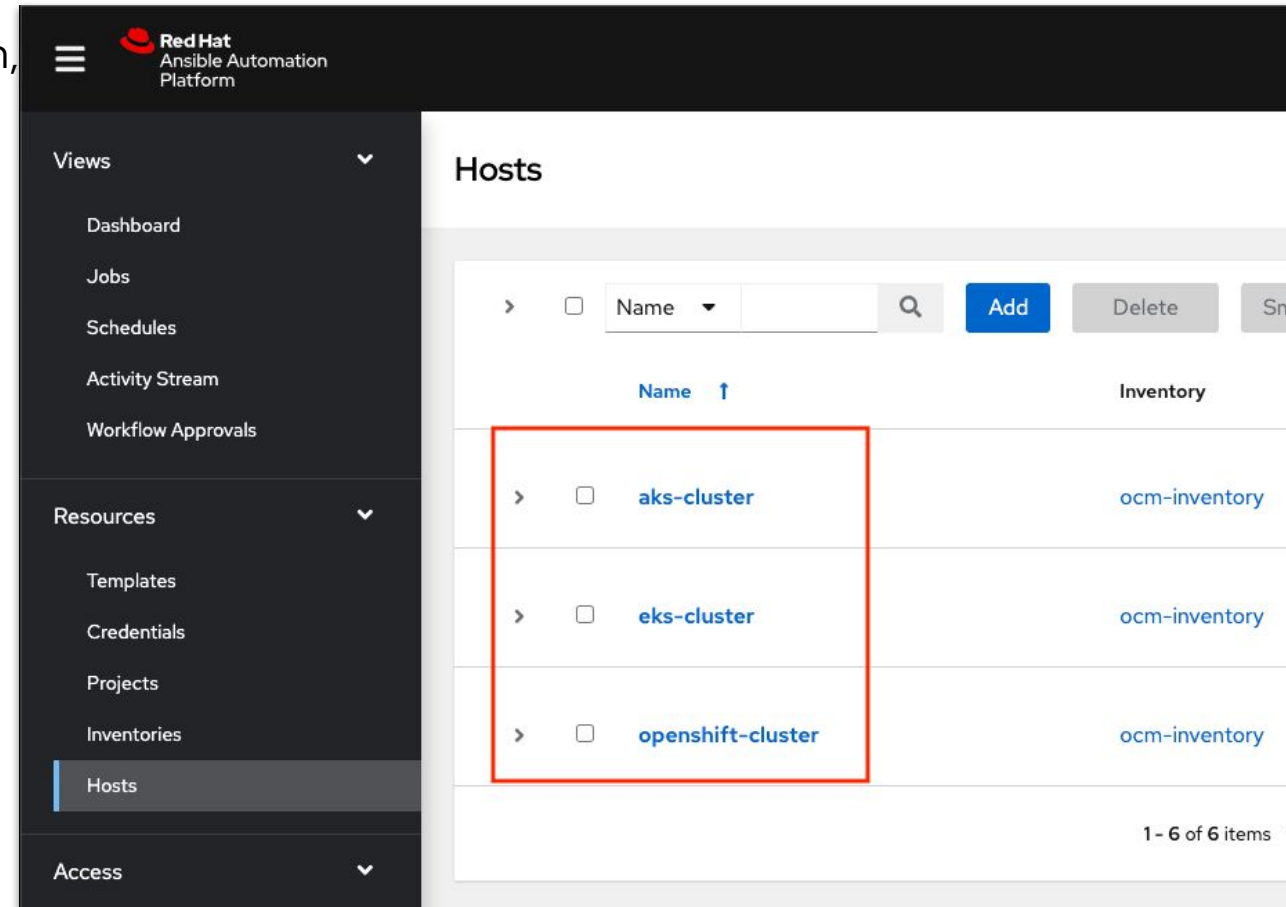 n,
Red Hat
Ansible Automation
Platform
Views
Dashboard
Jobs
Schedules
Activity Stream
Workflow Approvals
Resources
Templates
Credentials
Projects
Inventories
Hosts
Access
Hosts
Name Add Delete Sn
Name Inventory
aks-cluster ocm-inventory
eks-cluster ocm-inventory
openshift-cluster ocm-inventory
1 - 6 of 6 items